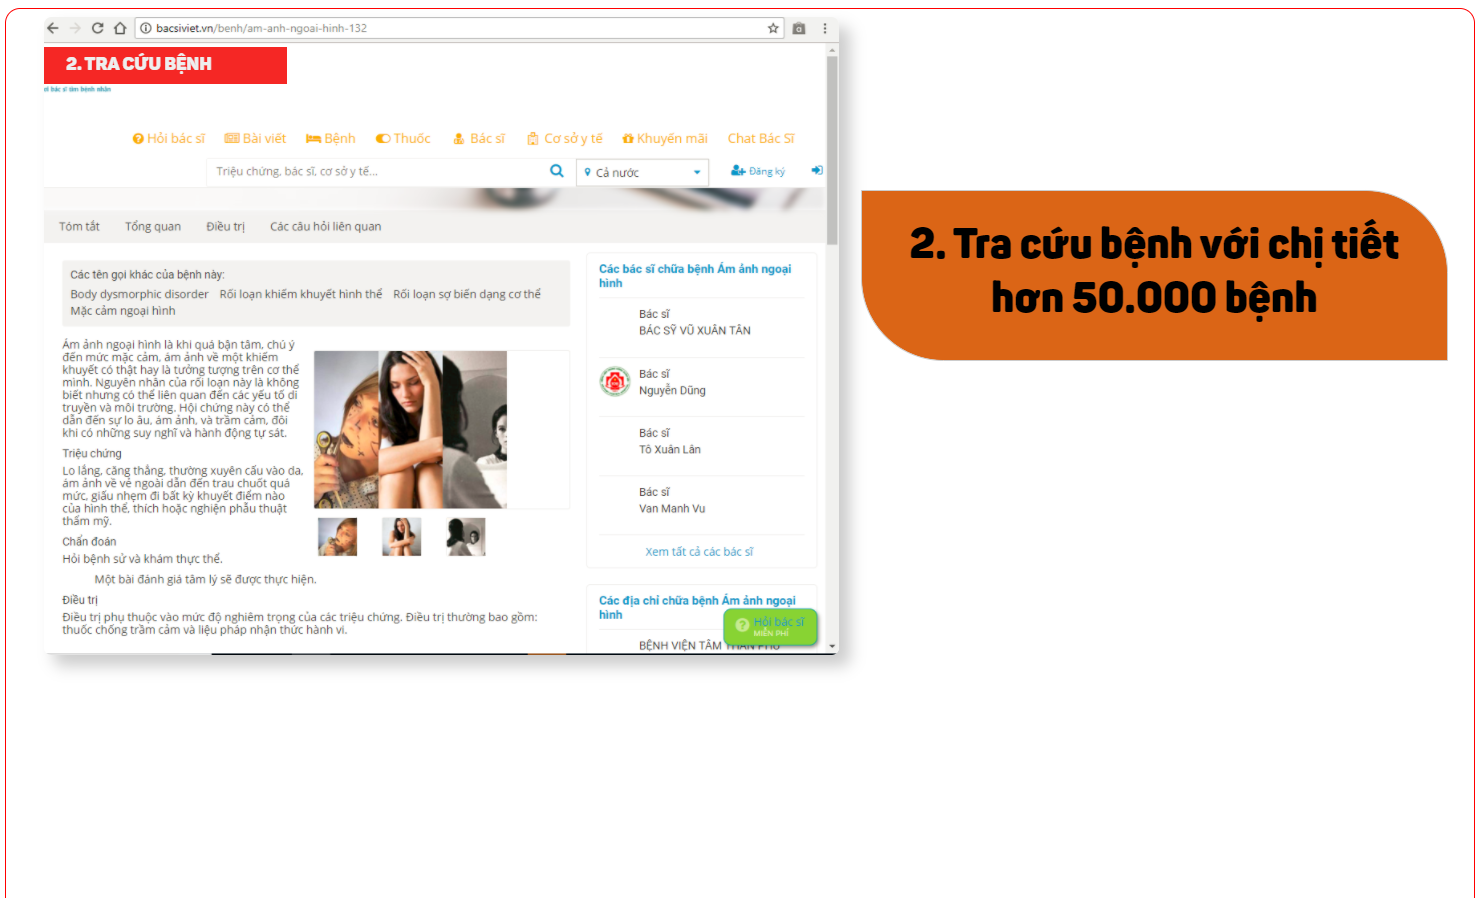 bacsiviet.vn/benh/am-anh-ngoai-hinh-132
2. TRA CỨU BỆNH
Hỏi bác sĩ Bài viết Bệnh Thuốc Bác sĩ Cơ sở y tế Khuyến mãi Chat Bác Sĩ
Triệu chứng, bác sĩ, cơ sở y tế... Cả nước Đăng ký
Tóm tắt Tổng quan Điều trị Các câu hỏi liên quan
Các tên gọi khác của bệnh này:
Body dysmorphic disorder Rối loạn khiếm khuyết hình thể Rối loạn sợ biến dạng cơ thể
Mặc cảm ngoại hình
Ám ảnh ngoại hình là khi quá bận tâm, chú ý
đến mức mặc cảm, ám ảnh về một khiếm
khuyết có thật hay là tưởng tượng trên cơ thể
mình. Nguyên nhân của rối loạn này là không
biết nhưng có thể liên quan đến các yếu tố di
truyền và môi trường. Hội chứng này có thể
dẫn đến sự lo âu, ám ảnh, và trầm cảm, đôi
khi có những suy nghĩ và hành động tự sát.
Triệu chứng
Lo lắng, căng thẳng, thường xuyên cấu vào da,
ám ảnh về vẻ ngoài dẫn đến trau chuốt quá
mức, giấu nhẹm đi bất kỳ khuyết điểm nào
của hình thể, thích hoặc nghiện phẫu thuật
thẩm mỹ.
Chẩn đoán
Hỏi bệnh sử và khám thực thể.
Một bài đánh giá tâm lý sẽ được thực hiện.
Điều trị
Điều trị phụ thuộc vào mức độ nghiêm trọng của các triệu chứng. Điều trị thường bao gồm:
thuốc chống trầm cảm và liệu pháp nhận thức hành vi.
Các bác sĩ chữa bệnh Ám ảnh ngoại
hình
Bác sĩ
BÁC SỸ VŨ XUÂN TÂN
Bác sĩ
Nguyễn Dũng
Bác sĩ
Tô Xuân Lân
Bác sĩ
Van Manh Vu
Xem tất cả các bác sĩ
Các địa chỉ chữa bệnh Ám ảnh ngoại
hình
BỆNH VIỆN TÂM THẦN PHÚ
Hỏi bác sĩ
MIỄN PHÍ
2. Tra cứu bệnh với chị tiết
hơn 50.000 bệnh